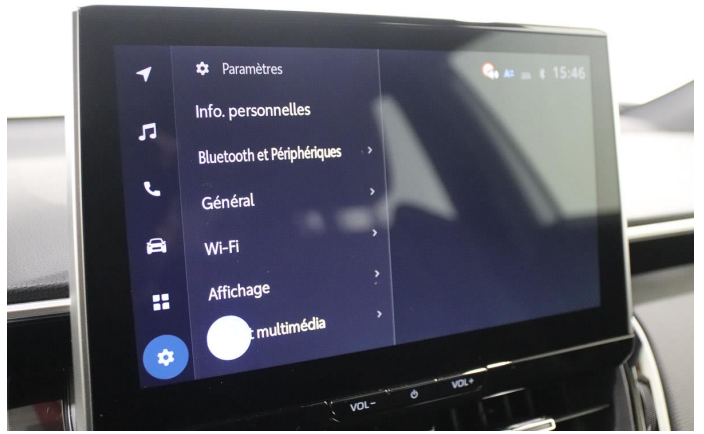 Paramètres
15:46
Info. personnelles
Bluetooth et Périphériques
Général
Wi-Fi
Affichage
t multimédia
VOL-
VOL+